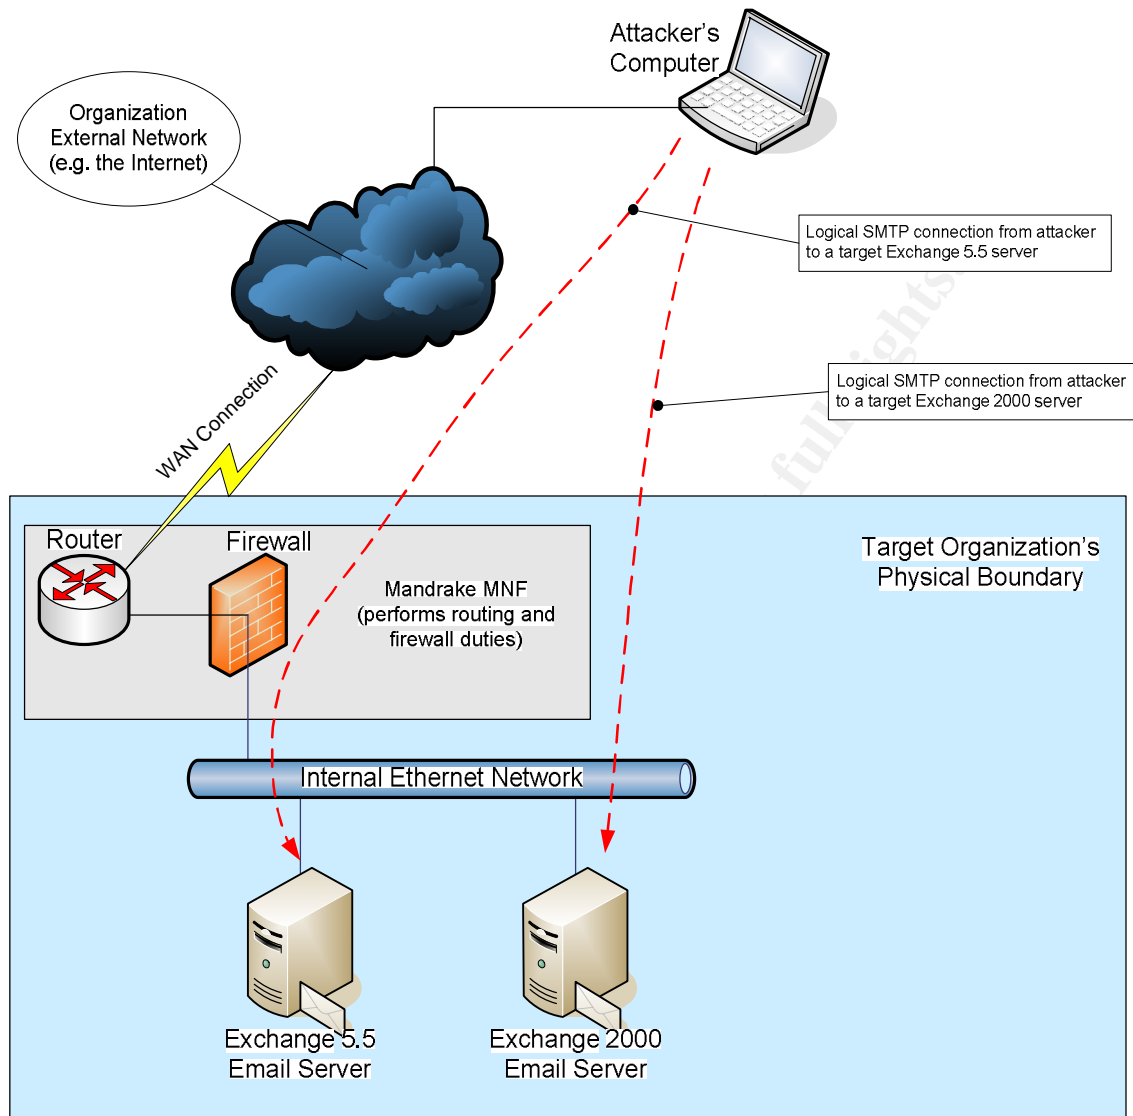 Attacker's
Computer
Organization
External Network
(e.g. the Internet)
Logical SMTP connection from attacker
to a target Exchange 5.5 server
Logical SMTP connection from attacker
to a target Exchange 2000 server
WAN Connection
Router
Firewall
Mandrake MNF
(performs routing and
firewall duties)
Target Organization's
Physical Boundary
Internal Ethernet Network
Exchange 5.5
Email Server
Exchange 2000
Email Server